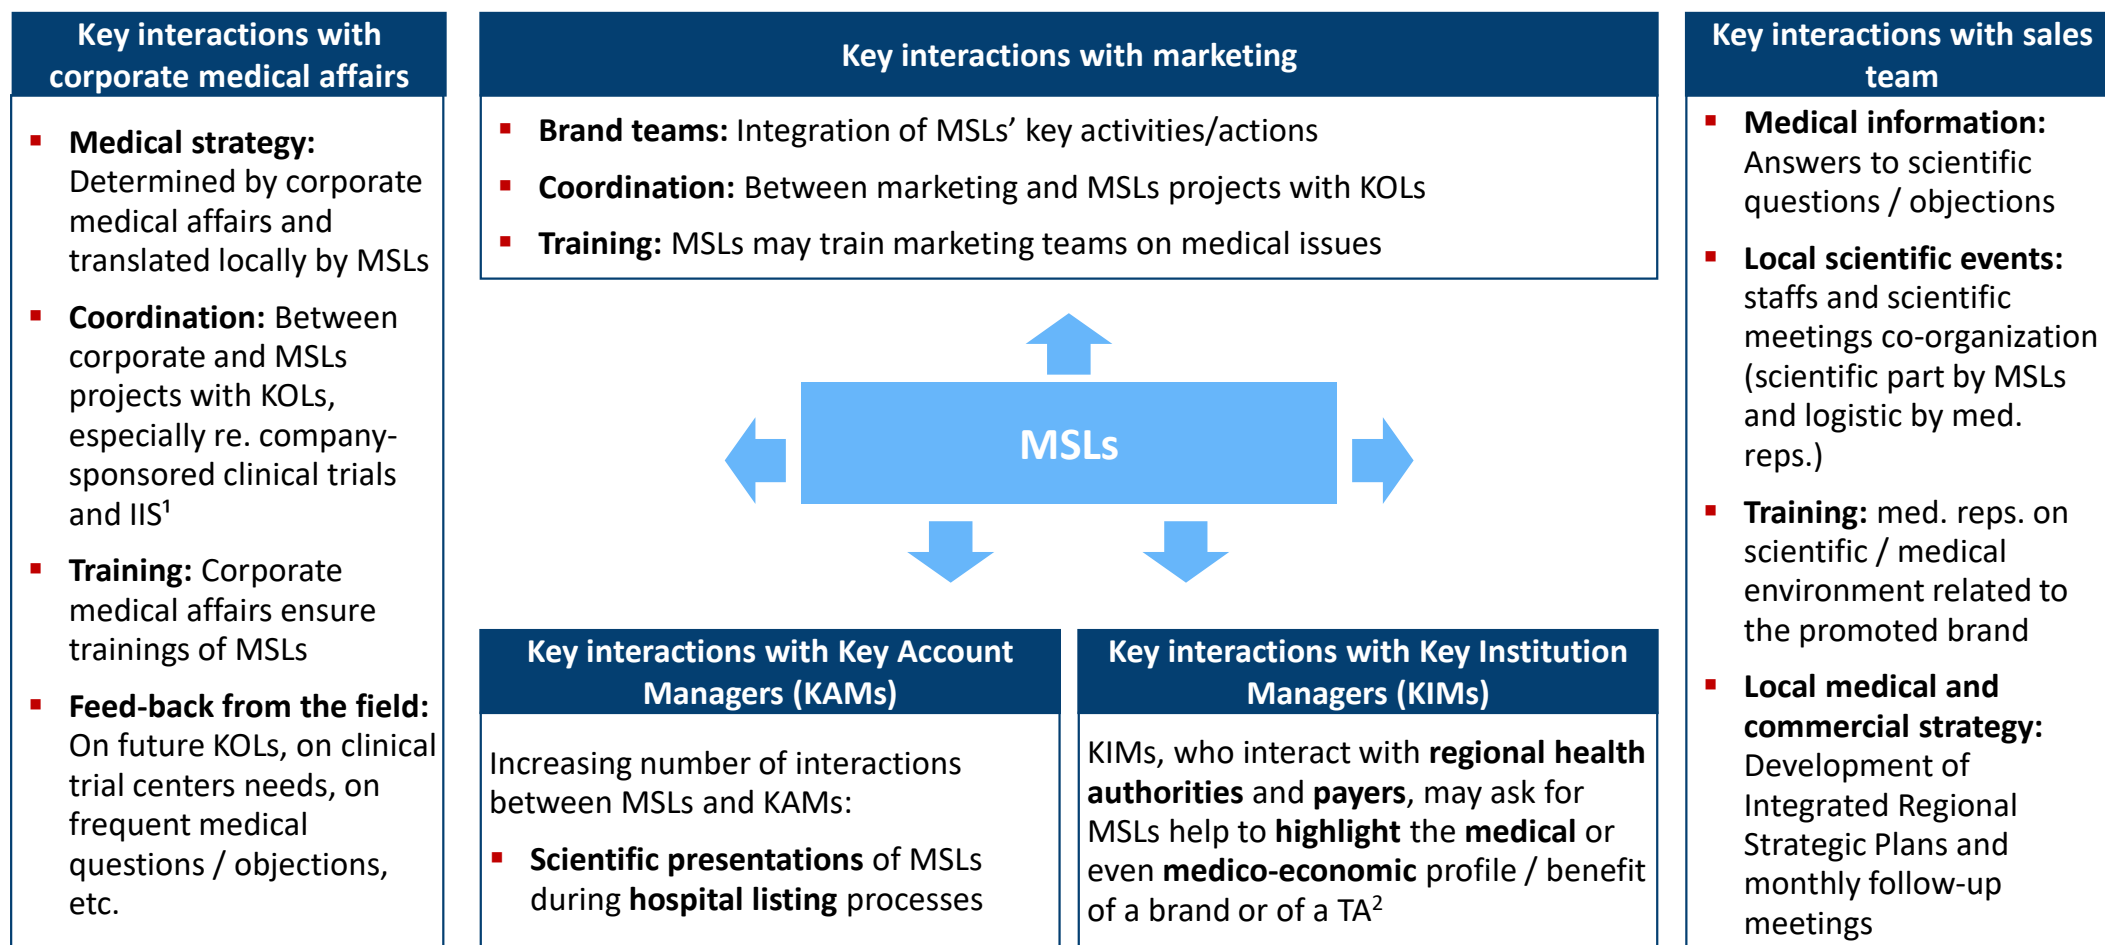 Key interactions with
corporate medical affairs
▪ Medical strategy:
Determined by corporate
medical affairs and
translated locally by MSLs
▪ Coordination: Between
corporate and MSLs
projects with KOLs,
especially re. company-
sponsored clinical trials
and IIS¹
▪ Training: Corporate
medical affairs ensure
trainings of MSLs
▪ Feed-back from the field:
On future KOLs, on clinical
trial centers needs, on
frequent medical
questions / objections,
etc.
Key interactions with marketing
▪ Brand teams: Integration of MSLs’ key activities/actions
▪ Coordination: Between marketing and MSLs projects with KOLs
▪ Training: MSLs may train marketing teams on medical issues
MSLs
Key interactions with Key Account
Managers (KAMs)
Increasing number of interactions
between MSLs and KAMs:
▪ Scientific presentations of MSLs
during hospital listing processes
Key interactions with Key Institution
Managers (KIMs)
KIMs, who interact with regional health
authorities and payers, may ask for
MSLs help to highlight the medical or
even medico-economic profile / benefit
of a brand or of a TA²
Key interactions with sales
team
▪ Medical information:
Answers to scientific
questions / objections
▪ Local scientific events:
staffs and scientific
meetings co-organization
(scientific part by MSLs
and logistic by med.
reps.)
▪ Training: med. reps. on
scientific / medical
environment related to
the promoted brand
▪ Local medical and
commercial strategy:
Development of
Integrated Regional
Strategic Plans and
monthly follow-up
meetings